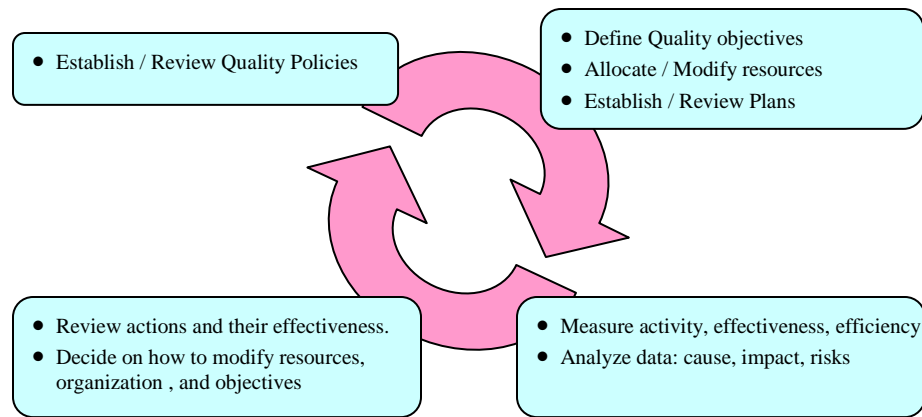 • Establish / Review Quality Policies
• Define Quality objectives
• Allocate / Modify resources
• Establish / Review Plans
• Review actions and their effectiveness.
• Decide on how to modify resources,
organization , and objectives
• Measure activity, effectiveness, efficiency
• Analyze data: cause, impact, risks